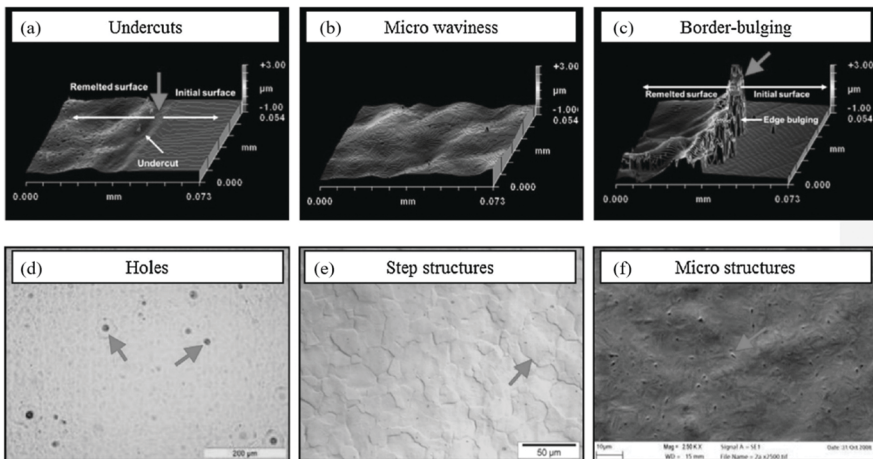 (a) Undercuts
Remelted surface
Initial surface
Undercut
+3.00
µm
-1.00
0.054
mm
0.000
0.000
mm
0.073
(b) Micro waviness
+3.00
µm
-1.00
0.054
mm
0.000
0.000
mm
0.073
(c) Border-bulging
Remelted surface
Initial surface
Edge bulging
+3.00
µm
-1.00
0.054
mm
0.000
0.000
mm
0.073
(d) Holes
200 µm
(e) Step structures
50 µm
(f) Micro structures
10µm
Mag = 2.50 K X
Signal A = SE1
WD = 15 mm